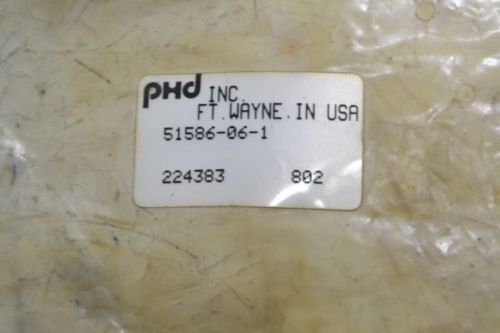 PHD INC.
FT. WAYNE, IN USA
51586-06-1
224383 802